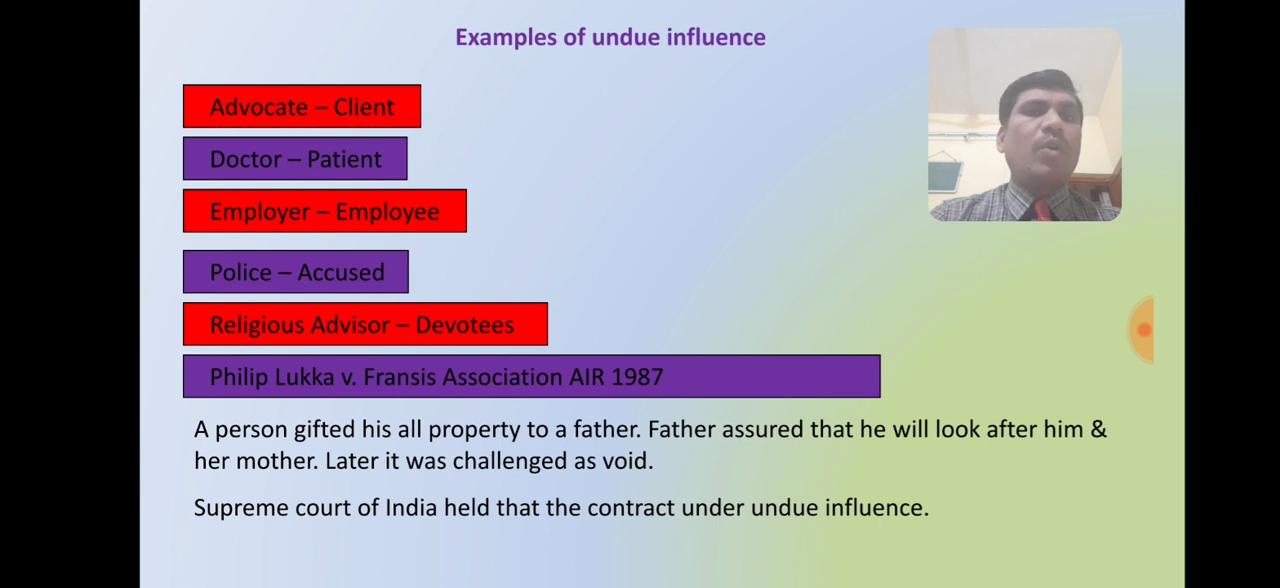 Examples of undue influence
Advocate – Client
Doctor – Patient
Employer – Employee
Police – Accused
Religious Advisor – Devotees
Philip Lukka v. Fransis Association AIR 1987
A person gifted his all property to a father. Father assured that he will look after him &
her mother. Later it was challenged as void.
Supreme court of India held that the contract under undue influence.